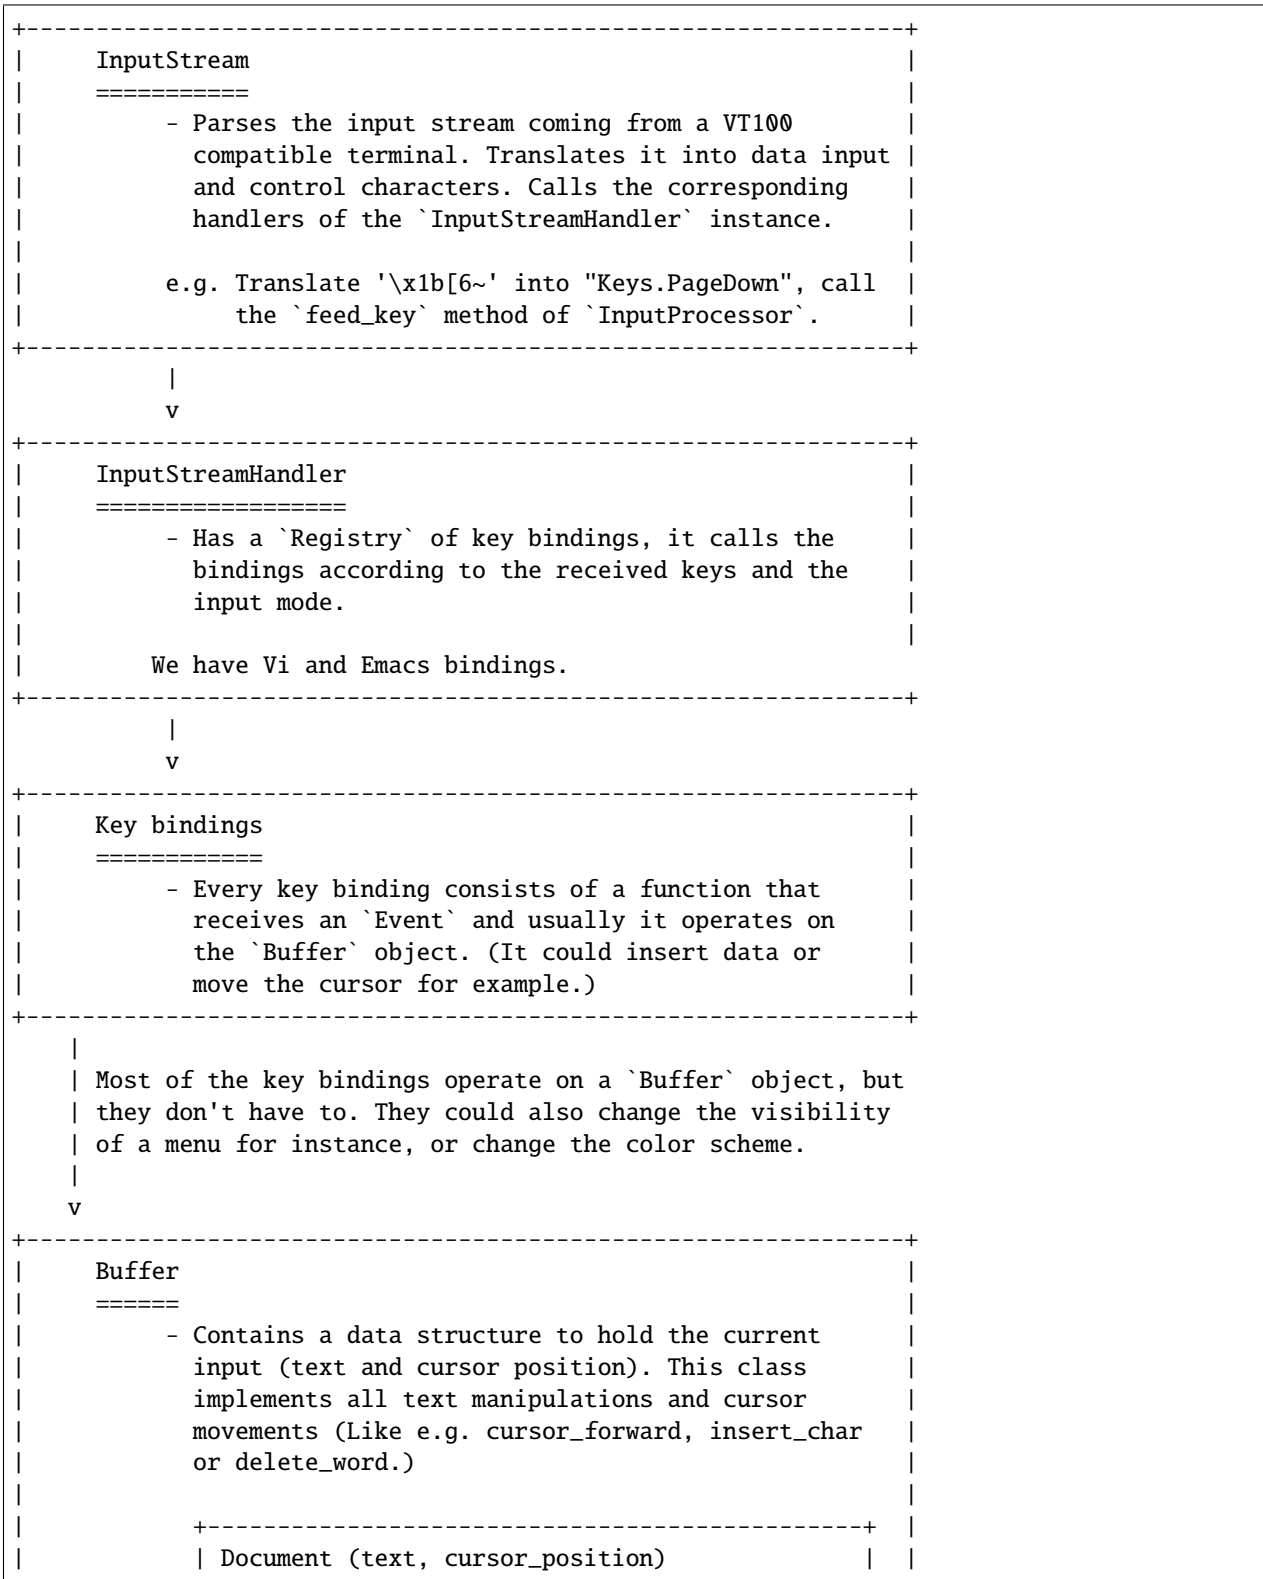 +---------------------------------------------------------------+
|     InputStream                                               |
|     ===========                                               |
|          - Parses the input stream coming from a VT100        |
|            compatible terminal. Translates it into data input |
|            and control characters. Calls the corresponding    |
|            handlers of the `InputStreamHandler` instance.     |
|                                                               |
|          e.g. Translate '\x1b[6~' into "Keys.PageDown", call  |
|               the `feed_key` method of `InputProcessor`.      |
+---------------------------------------------------------------+
           |
           v
+---------------------------------------------------------------+
|     InputStreamHandler                                        |
|     ==================                                        |
|          - Has a `Registry` of key bindings, it calls the     |
|            bindings according to the received keys and the    |
|            input mode.                                        |
|                                                               |
|         We have Vi and Emacs bindings.
+---------------------------------------------------------------+
           |
           v
+---------------------------------------------------------------+
|     Key bindings                                              |
|     ============                                              |
|          - Every key binding consists of a function that      |
|            receives an `Event` and usually it operates on     |
|            the `Buffer` object. (It could insert data or      |
|            move the cursor for example.)                      |
+---------------------------------------------------------------+
    |
    | Most of the key bindings operate on a `Buffer` object, but
    | they don't have to. They could also change the visibility
    | of a menu for instance, or change the color scheme.
    |
    v
+---------------------------------------------------------------+
|     Buffer                                                    |
|     ======                                                    |
|          - Contains a data structure to hold the current      |
|            input (text and cursor position). This class       |
|            implements all text manipulations and cursor       |
|            movements (Like e.g. cursor_forward, insert_char   |
|            or delete_word.)                                   |
|                                                               |
|            +-----------------------------------------------+  |
|            | Document (text, cursor_position)              |  |